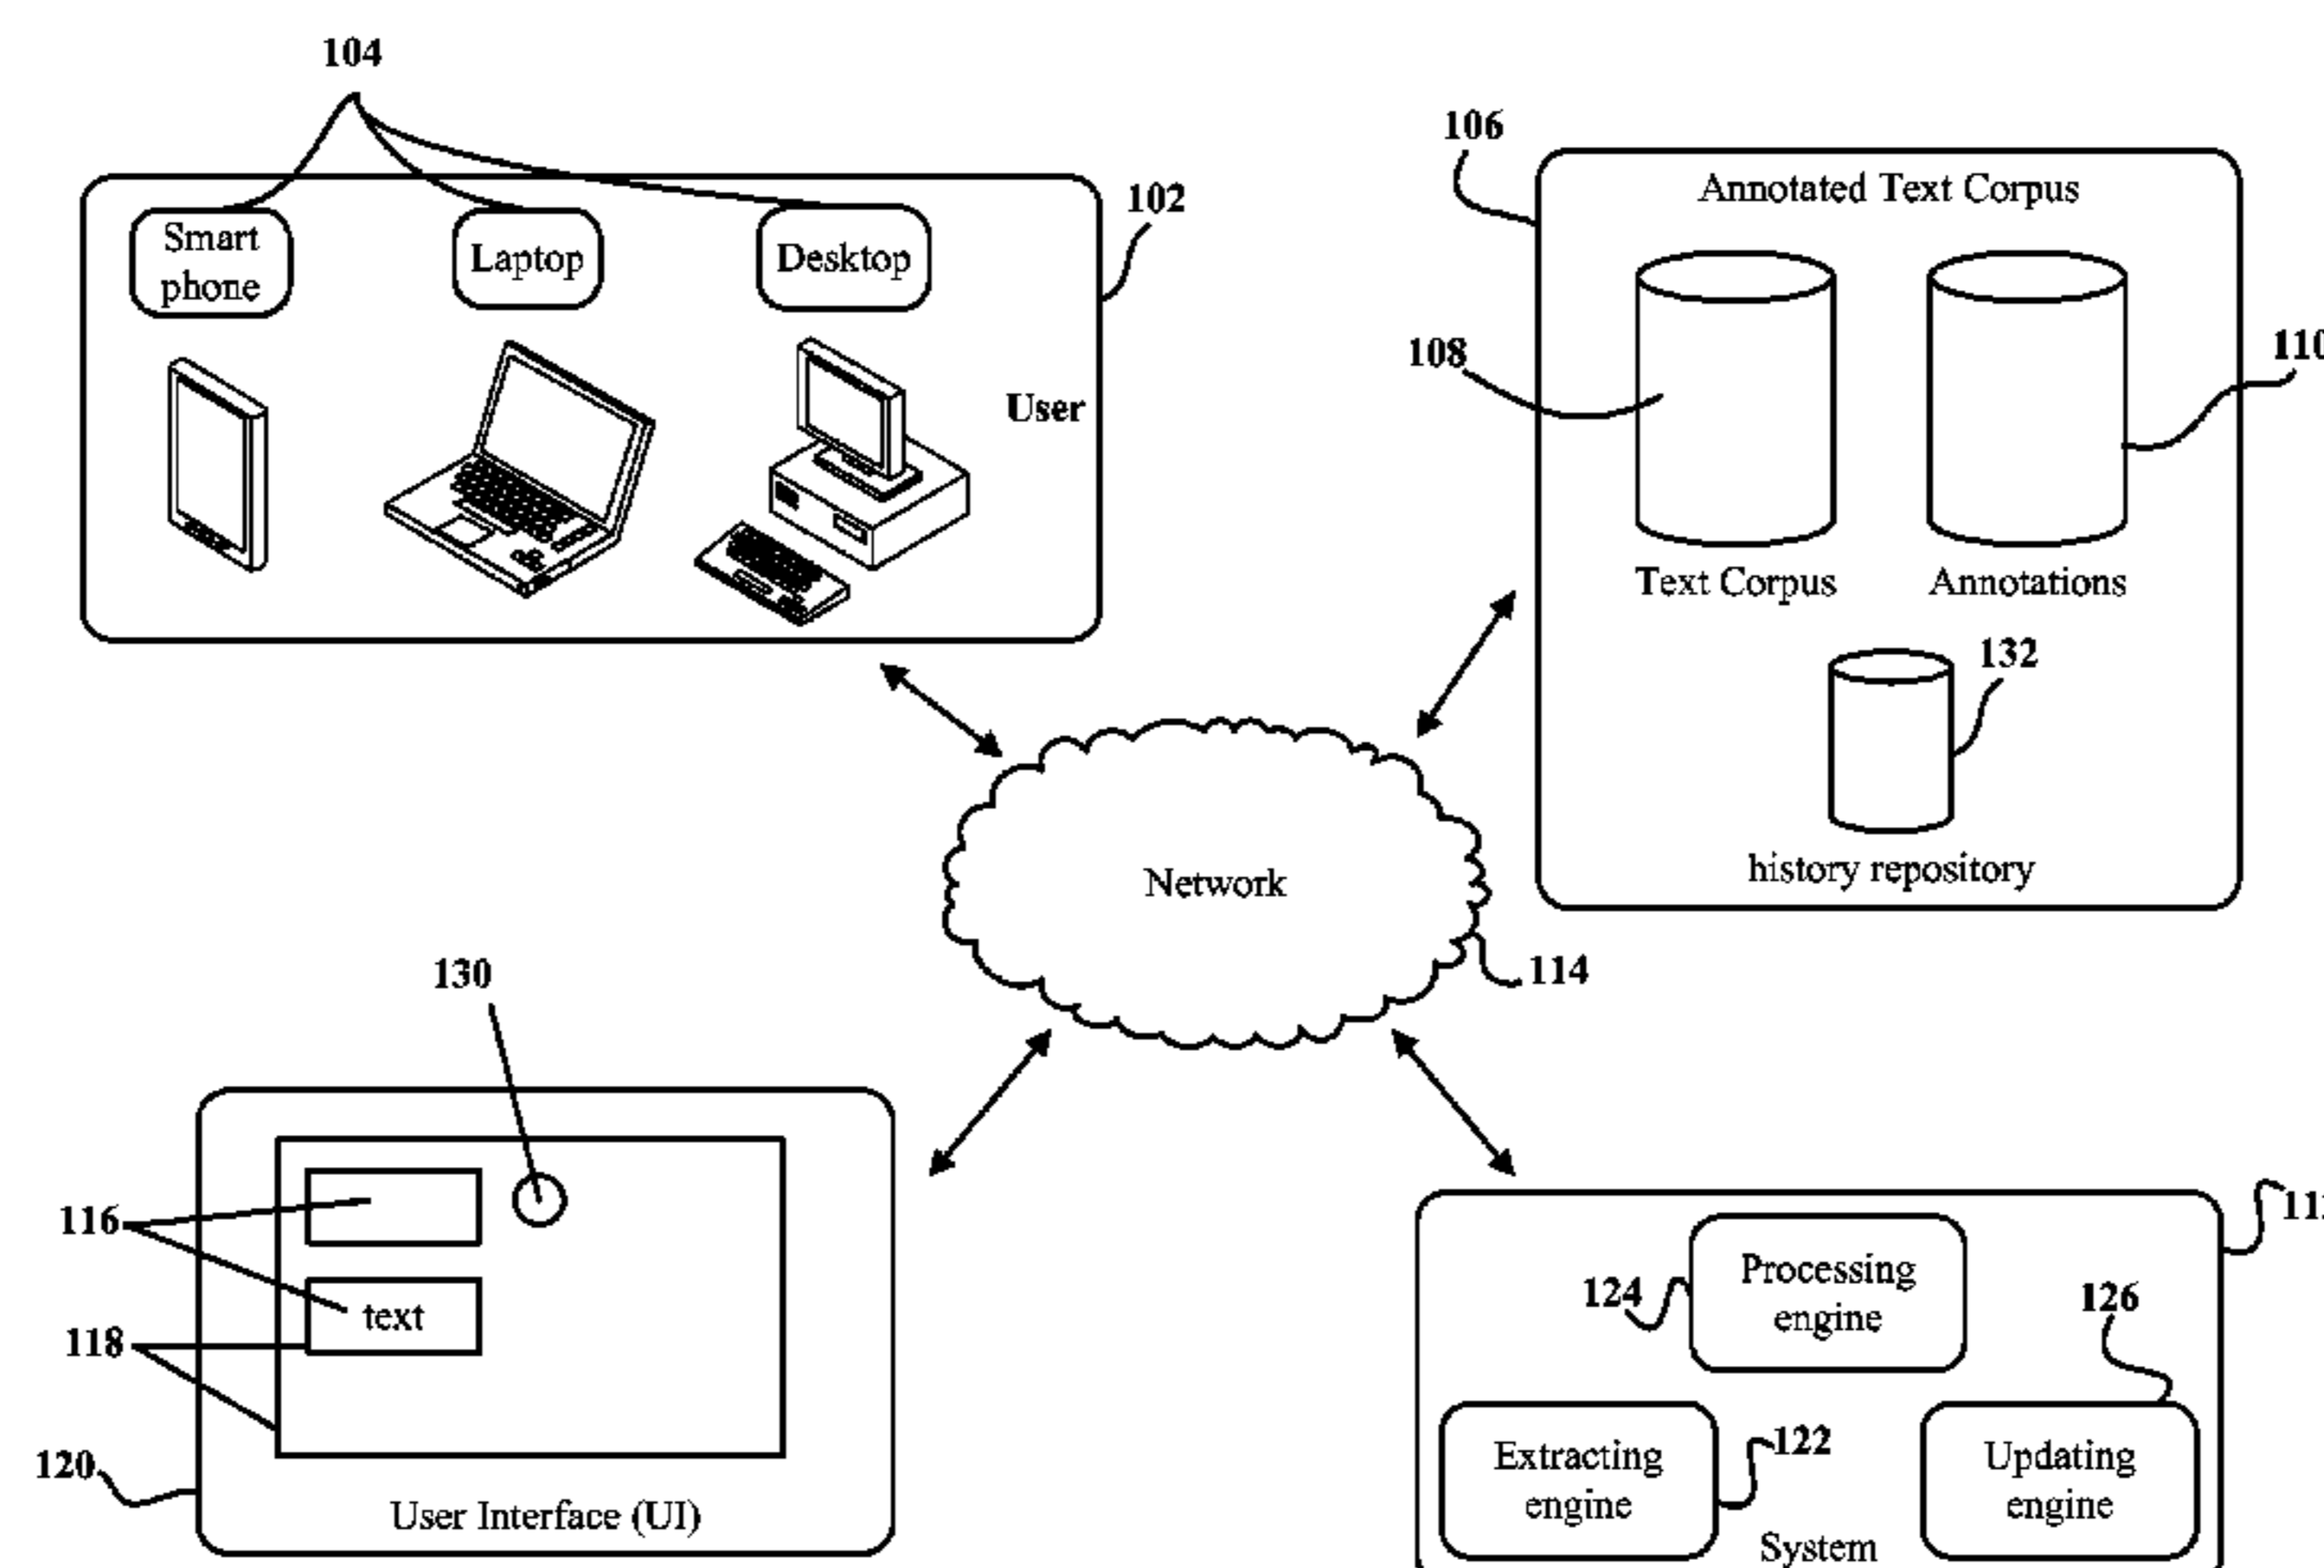 104
106
Annotated Text Corpus
102
Smart
phone
Laptop
Desktop
108
110
User
Text Corpus
Annotations
132
Network
history repository
130
114
116
Processing
engine
124
126
text
118
122
Extracting
engine
Updating
engine
120
User Interface (UI)
System